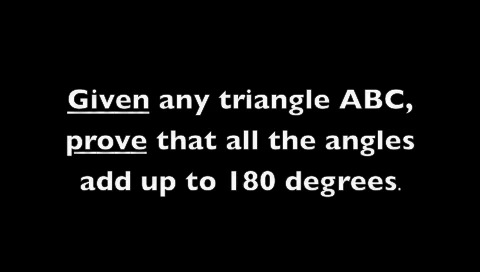 Given any triangle ABC,
prove that all the angles
add up to 180 degrees.